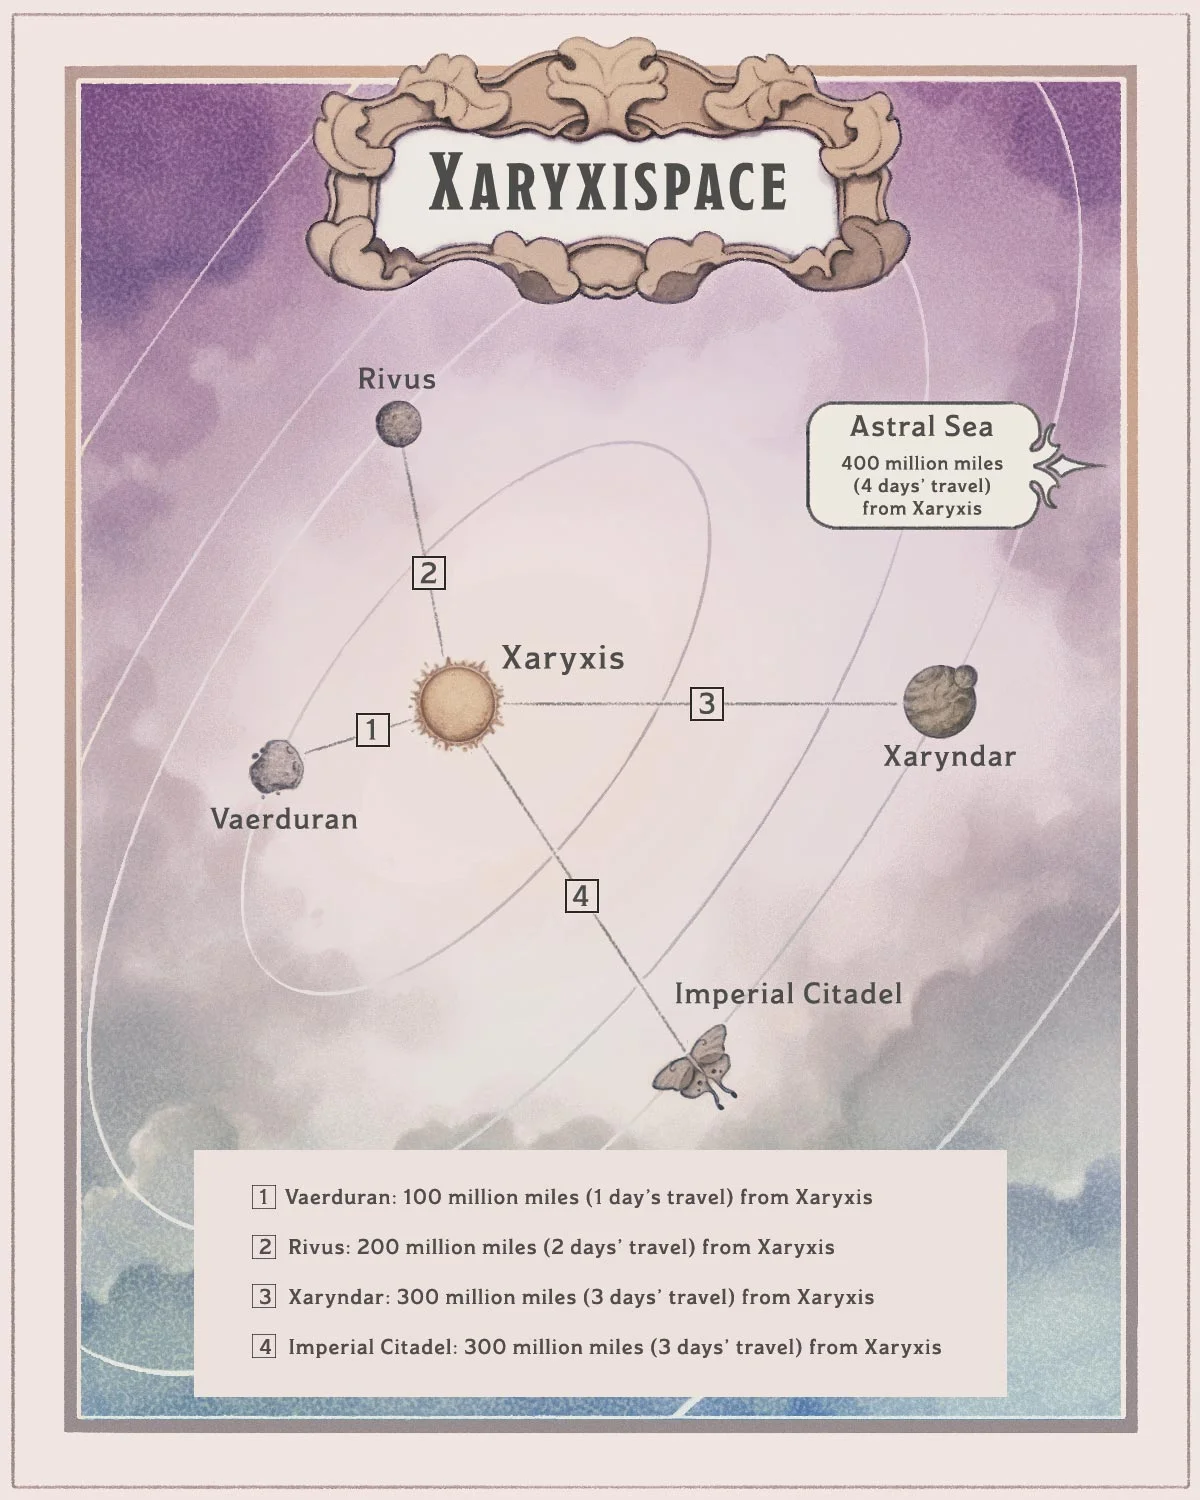 XARYXISPACE
Rivus
Astral Sea
400 million miles
(4 days’ travel)
from Xaryxis
2
Xaryxis
3
1
Xaryndar
Vaerduran
4
Imperial Citadel
1 Vaerduran: 100 million miles (1 day’s travel) from Xaryxis
2 Rivus: 200 million miles (2 days’ travel) from Xaryxis
3 Xaryndar: 300 million miles (3 days’ travel) from Xaryxis
4 Imperial Citadel: 300 million miles (3 days’ travel) from Xaryxis